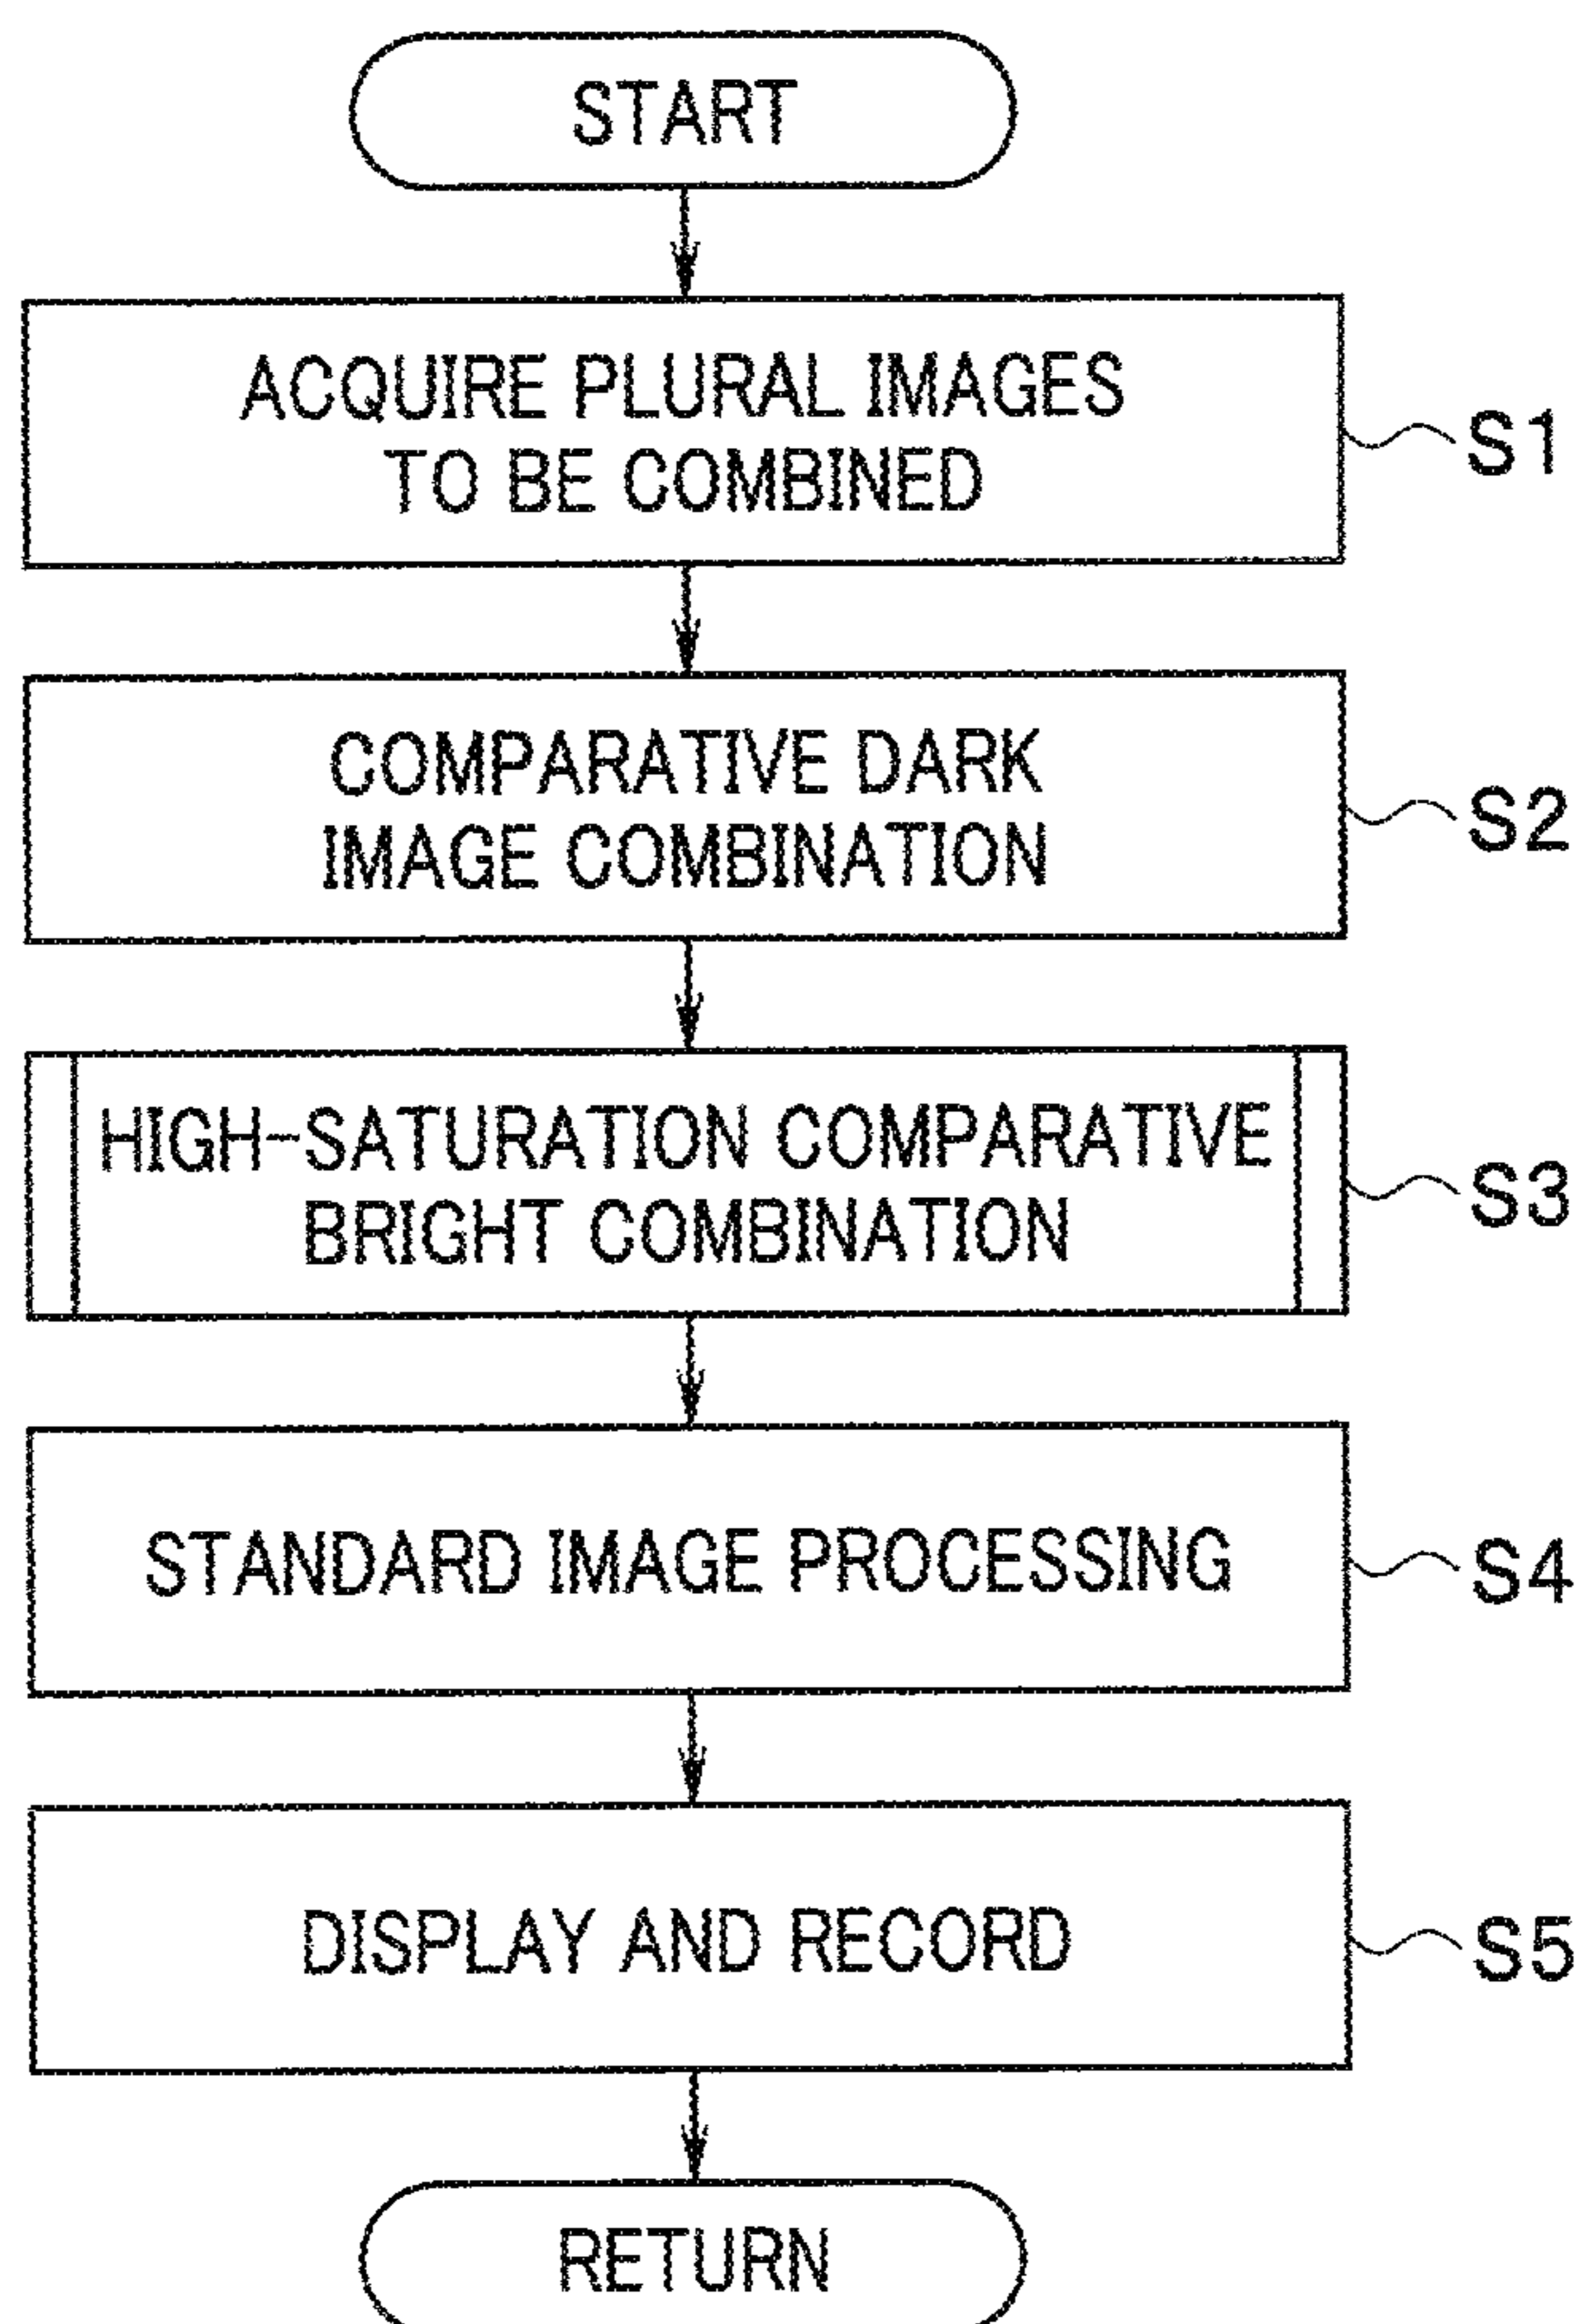 START
ACQUIRE PLURAL IMAGES
TO BE COMBINED
S1
COMPARATIVE DARK
IMAGE COMBINATION
S2
HIGH-SATURATION COMPARATIVE
BRIGHT COMBINATION
S3
STANDARD IMAGE PROCESSING
S4
DISPLAY AND RECORD
S5
RETURN